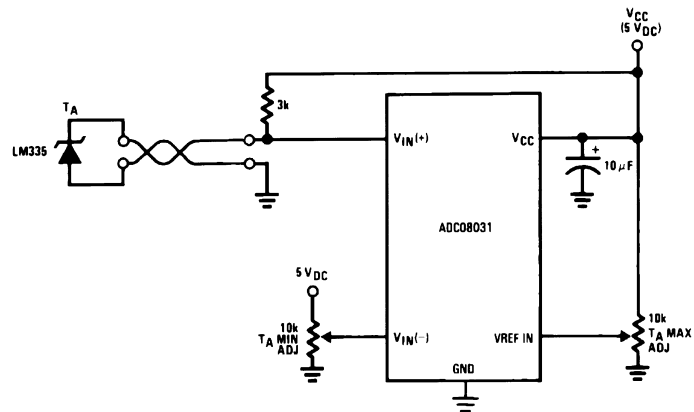 VCC
(5 VDC)
3k
TA
LM335
VIN(+)
VCC
+
10 µF
ADC08031
5 VDC
10k
TA MIN
ADJ
VIN(−)
VREF IN
10k
TA MAX
ADJ
GND